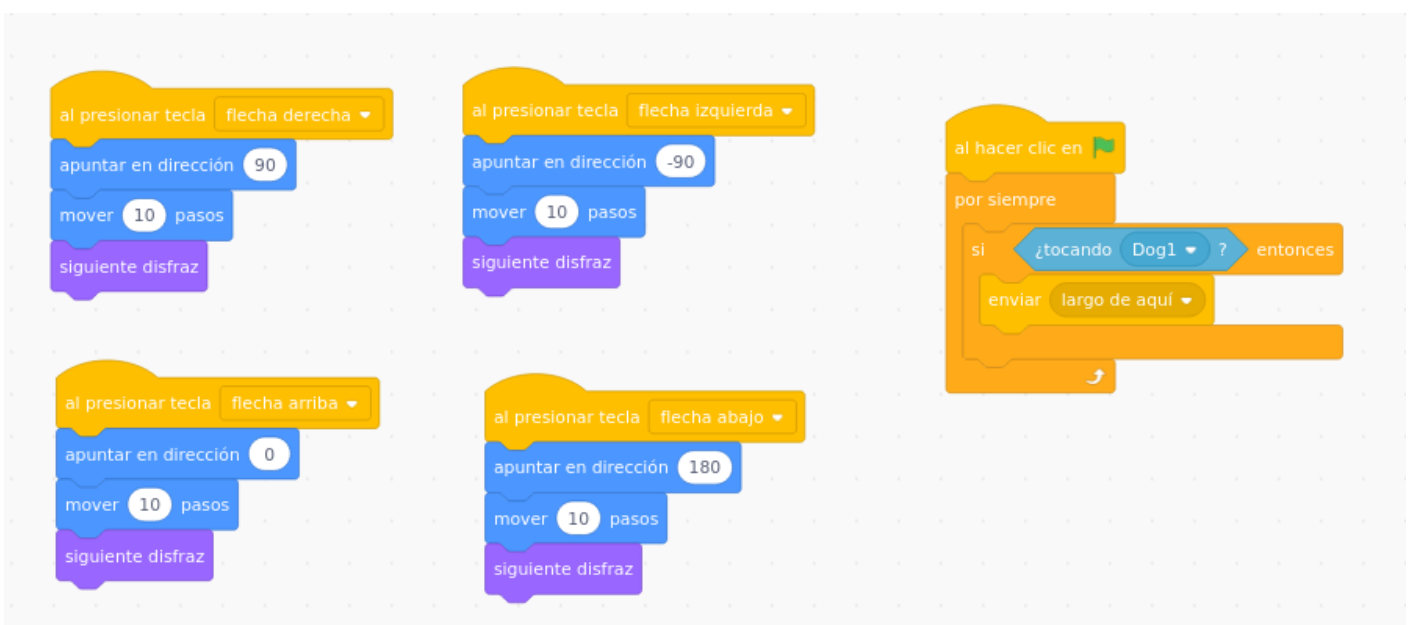 al presionar tecla flecha derecha
apuntar en dirección 90
mover 10 pasos
siguiente disfraz
al presionar tecla flecha izquierda
apuntar en dirección -90
mover 10 pasos
siguiente disfraz
al hacer clic en
por siempre
si ¿tocando Dog1 ? entonces
enviar largo de aquí
al presionar tecla flecha arriba
apuntar en dirección 0
mover 10 pasos
siguiente disfraz
al presionar tecla flecha abajo
apuntar en dirección 180
mover 10 pasos
siguiente disfraz